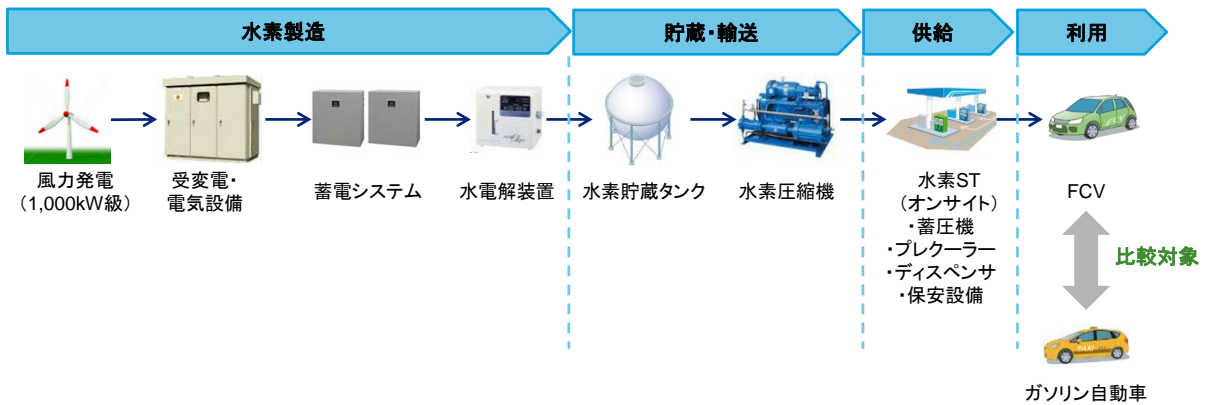 水素製造
貯蔵・輸送
供給
利用
風力発電
(1,000kW級)
受変電・
電気設備
蓄電システム
水電解装置
水素貯蔵タンク
水素圧縮機
水素ST
(オンサイト)
・蓄圧機
・プレクーラー
・ディスペンサ
・保安設備
FCV
比較対象
TAXI
ガソリン自動車